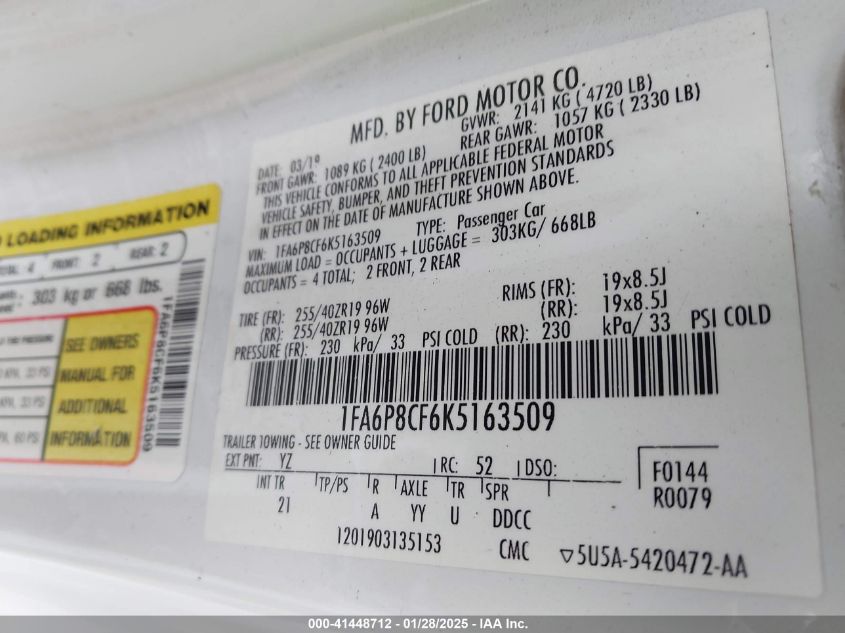 MFD. BY FORD MOTOR CO.
DATE: 03/19 GVWR: 2141 KG ( 4720 LB)
FRONT GAWR: 1089 KG ( 2400 LB) REAR GAWR: 1057 KG ( 2330 LB)
THIS VEHICLE CONFORMS TO ALL APPLICABLE FEDERAL MOTOR
VEHICLE SAFETY, BUMPER, AND THEFT PREVENTION STANDARDS
IN EFFECT ON THE DATE OF MANUFACTURE SHOWN ABOVE.
VIN: 1FA6P8CF6K5163509 TYPE: Passenger Car
MAXIMUM LOAD = OCCUPANTS + LUGGAGE = 303KG/ 668LB
OCCUPANTS = 4 TOTAL; 2 FRONT, 2 REAR
TIRE (FR): 255/40ZR19 96W RIMS (FR): 19x8.5J
(RR): 255/40ZR19 96W (RR): 19x8.5J
PRESSURE (FR): 230 kPa/ 33 PSI COLD (RR): 230 kPa/ 33 PSI COLD
1FA6P8CF6K5163509
TRAILER TOWING - SEE OWNER GUIDE
EXT PNT: YZ RC: 52 DSO:
F0144
R0079
INT TR TP/PS R AXLE TR SPR
21 A YY U DDCC
1201903135153 CMC 5U5A-5420472-AA
LOADING INFORMATION
4 FRONT: 2 REAR: 2
303 kg or 668 lbs.
SEE OWNERS
MANUAL FOR
ADDITIONAL
INFORMATION
1FA6P8CF6K5163509
000-41448712 — 01/28/2025 - IAA Inc.